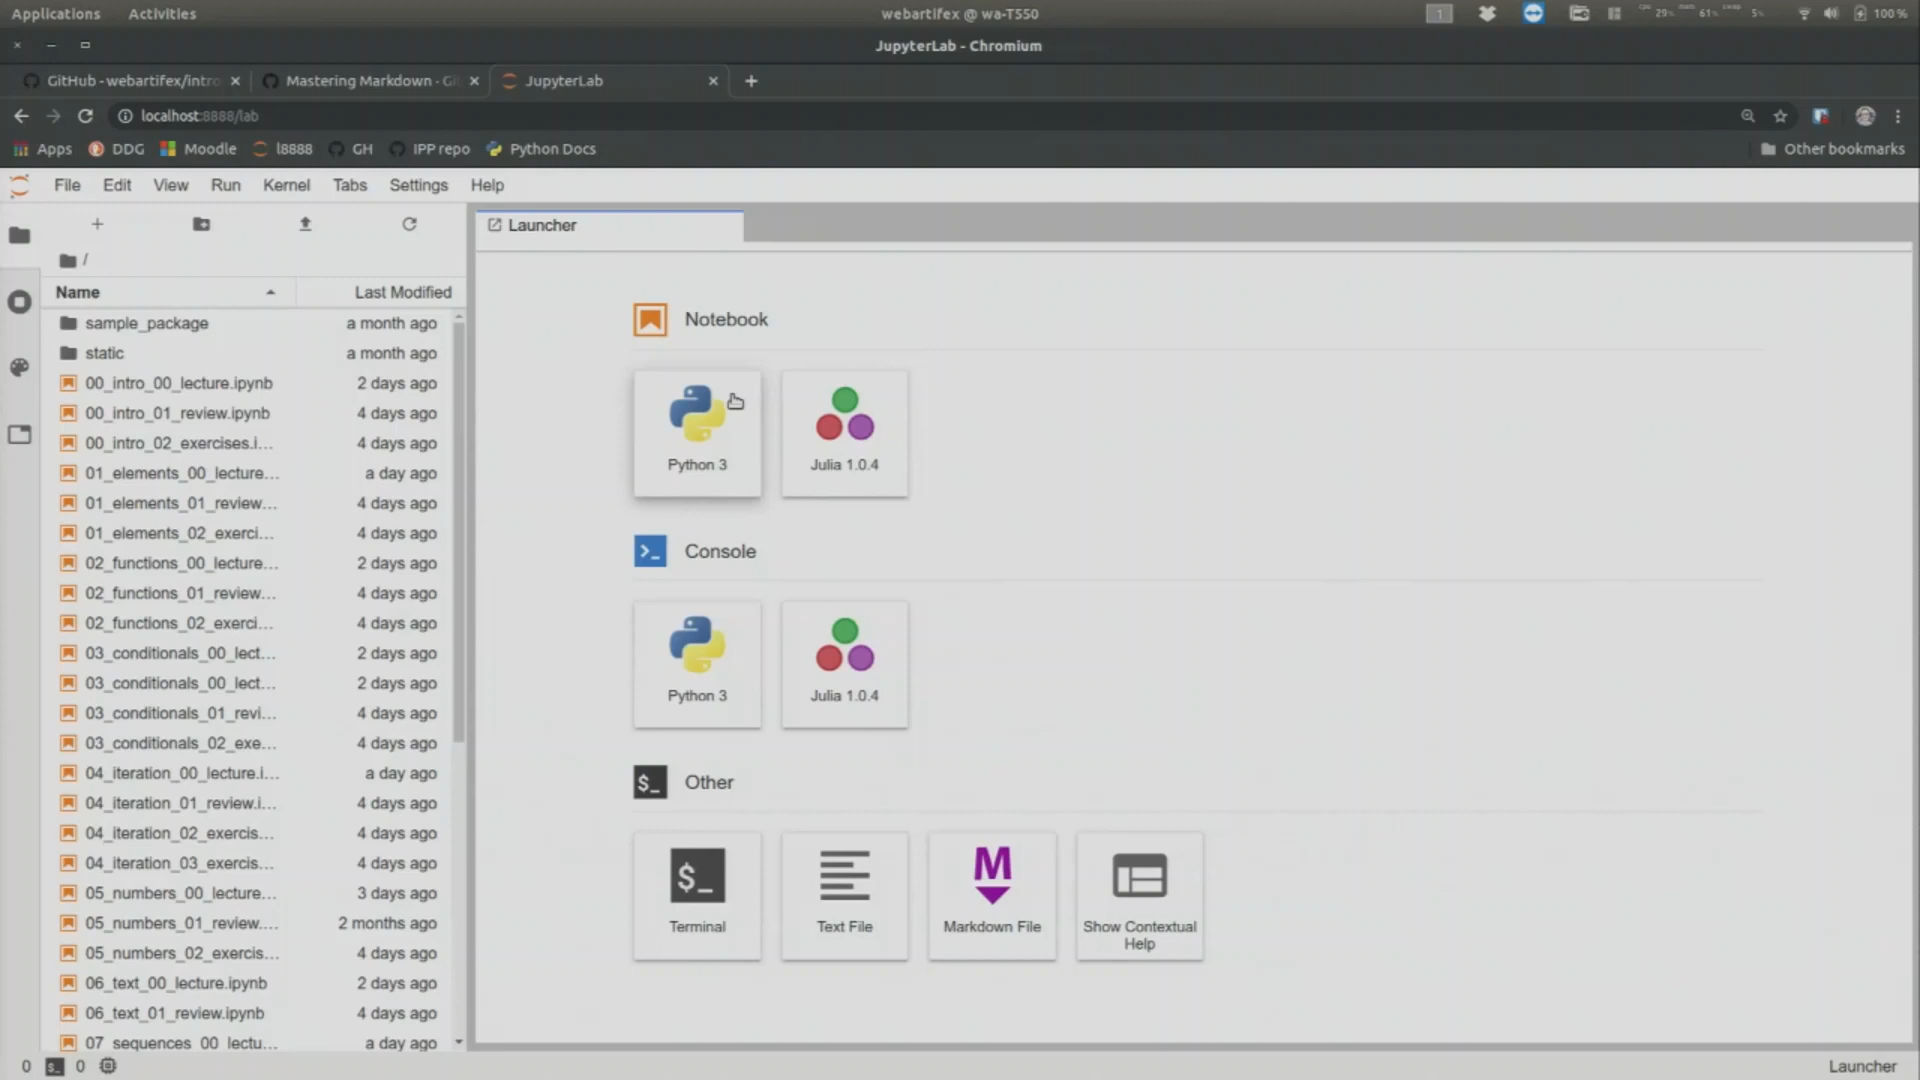 Applications Activities webartifex @ wa-T550 1 cpu 29% mem 61% swap 5% 100 %
JupyterLab - Chromium
GitHub - webartifex/intro Mastering Markdown · Gi JupyterLab
localhost:8888/lab
Apps DDG Moodle l8888 GH IPP repo Python Docs Other bookmarks
File Edit View Run Kernel Tabs Settings Help
Launcher
/
Name Last Modified
sample_package a month ago
static a month ago
00_intro_00_lecture.ipynb 2 days ago
00_intro_01_review.ipynb 4 days ago
00_intro_02_exercises.i... 4 days ago
01_elements_00_lecture... a day ago
01_elements_01_review... 4 days ago
01_elements_02_exerci... 4 days ago
02_functions_00_lecture... 2 days ago
02_functions_01_review... 4 days ago
02_functions_02_exerci... 4 days ago
03_conditionals_00_lect... 2 days ago
03_conditionals_00_lect... 2 days ago
03_conditionals_01_revi... 4 days ago
03_conditionals_02_exe... 4 days ago
04_iteration_00_lecture.i... a day ago
04_iteration_01_review.i... 4 days ago
04_iteration_02_exercis... 4 days ago
04_iteration_03_exercis... 4 days ago
05_numbers_00_lecture... 3 days ago
05_numbers_01_review.... 2 months ago
05_numbers_02_exercis... 4 days ago
06_text_00_lecture.ipynb 2 days ago
06_text_01_review.ipynb 4 days ago
07_sequences_00_lectu... a day ago
Notebook
Python 3 Julia 1.0.4
Console
Python 3 Julia 1.0.4
$_ Other
$_ M
Terminal Text File Markdown File Show Contextual
Help
0 $_ 0 Launcher